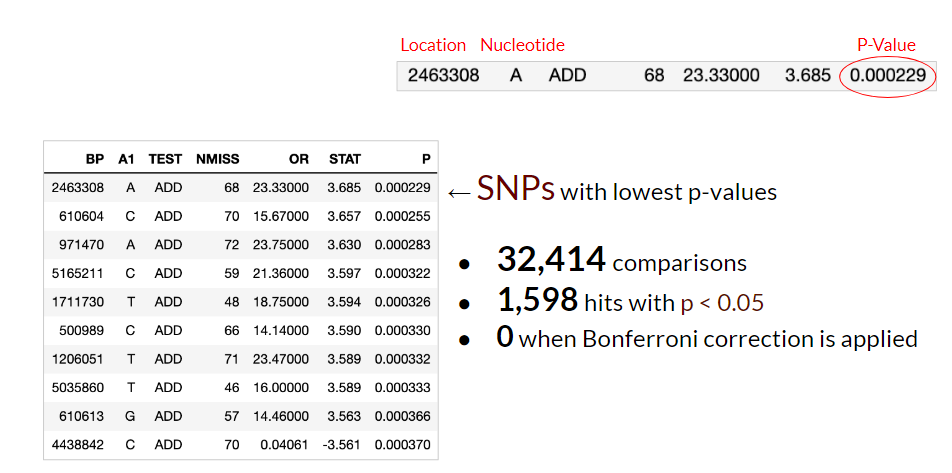 Location Nucleotide P-Value
2463308 A ADD 68 23.33000 3.685 0.000229
BP A1 TEST NMISS OR STAT P
2463308 A ADD 68 23.33000 3.685 0.000229
610604 C ADD 70 15.67000 3.657 0.000255
971470 A ADD 72 23.75000 3.630 0.000283
5165211 C ADD 59 21.36000 3.597 0.000322
1711730 T ADD 48 18.75000 3.594 0.000326
500989 C ADD 66 14.14000 3.590 0.000330
1206051 T ADD 71 23.47000 3.589 0.000332
5035860 T ADD 46 16.00000 3.589 0.000333
610613 G ADD 57 14.46000 3.563 0.000366
4438842 C ADD 70 0.04061 -3.561 0.000370
← SNPs with lowest p-values
● 32,414 comparisons
● 1,598 hits with p < 0.05
● 0 when Bonferroni correction is applied